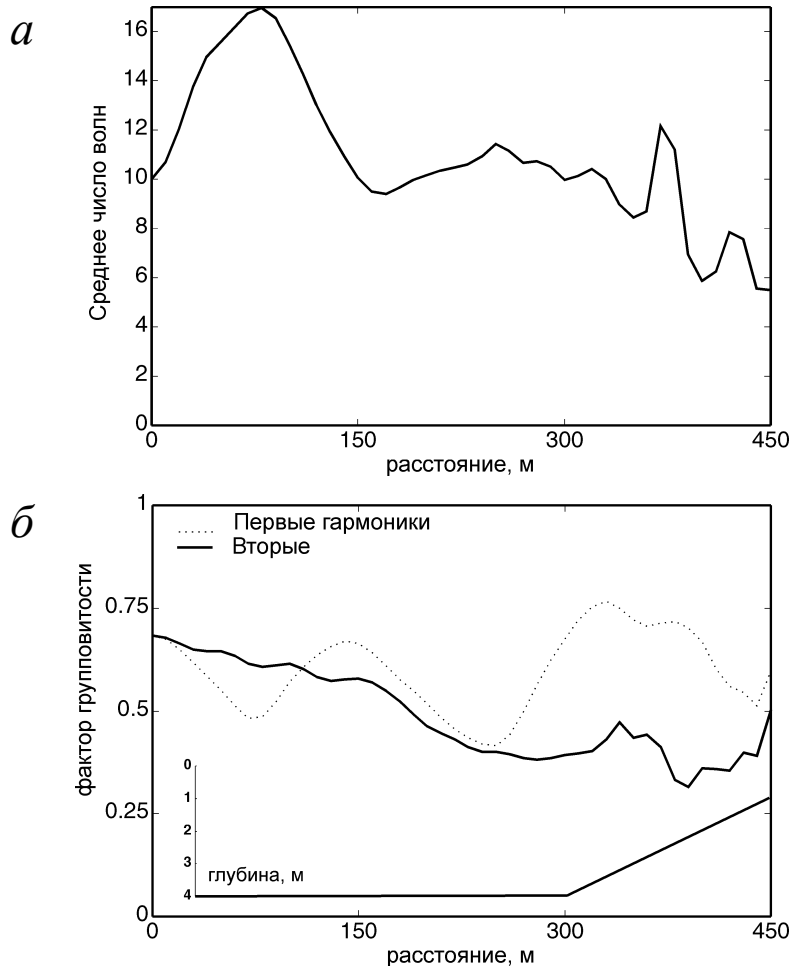 а
16
14
12
10
8
6
4
2
0
Среднее число волн
0 150 300 450
расстояние, м
б
1
0.75
0.5
0.25
0
фактор групповитости
Первые гармоники
Вторые
0
1
2
3
4
глубина, м
0 150 300 450
расстояние, м